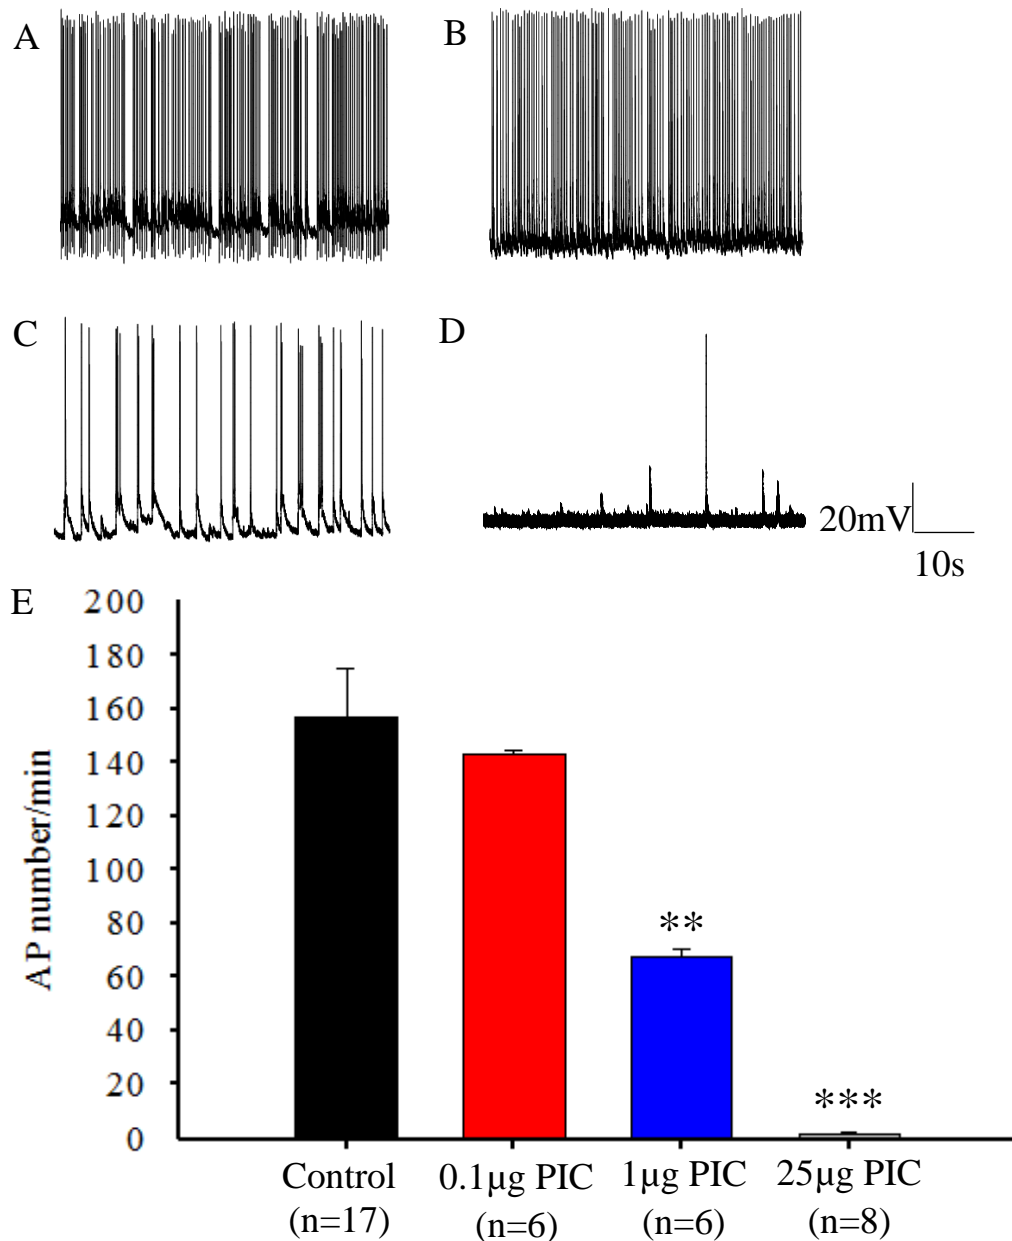 A
B
C
D
20mV
10s
E
200
180
160
140
120
100
80
60
40
20
0
AP number/min
**
***
Control
(n=17)
0.1µg PIC
(n=6)
1µg PIC
(n=6)
25µg PIC
(n=8)